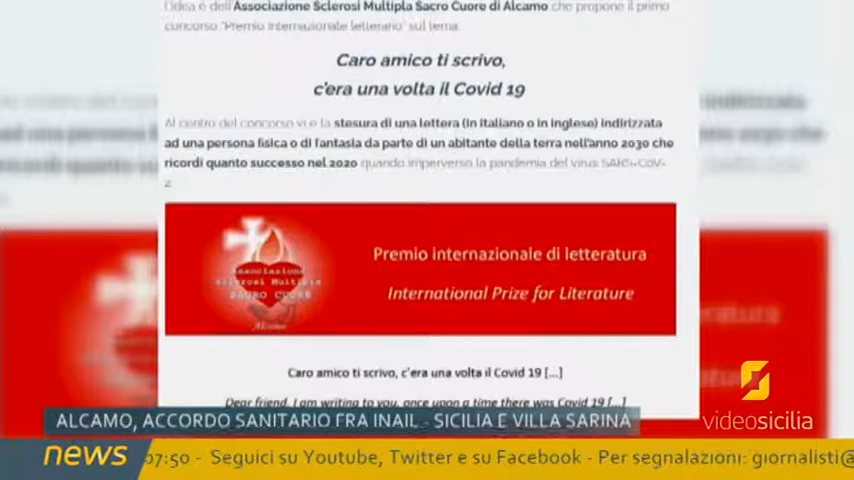 l'idea è dell'Associazione Sclerosi Multipla Sacro Cuore di Alcamo che propone il primo
concorso "Premio internazionale letterario" sul tema:
Caro amico ti scrivo,
c'era una volta il Covid 19
Al centro del concorso vi è la stesura di una lettera (in italiano o in inglese) indirizzata
ad una persona fisica o di fantasia da parte di un abitante della terra nell'anno 2030 che
ricordi quanto successo nel 2020 quando imperverso la pandemia del virus SARS-COV-
2.
Associazione
Sclerosi Multipla
SACRO CUORE
Alcamo
Premio internazionale di letteratura
International Prize for Literature
Caro amico ti scrivo, c'era una volta il Covid 19 [...]
Dear friend, I am writing to you, once upon a time there was Covid 19 [...]
ALCAMO, ACCORDO SANITARIO FRA INAIL - SICILIA E VILLA SARINA
videosicilia
news
07:50 - Seguici su Youtube, Twitter e su Facebook - Per segnalazioni: giornalisti@